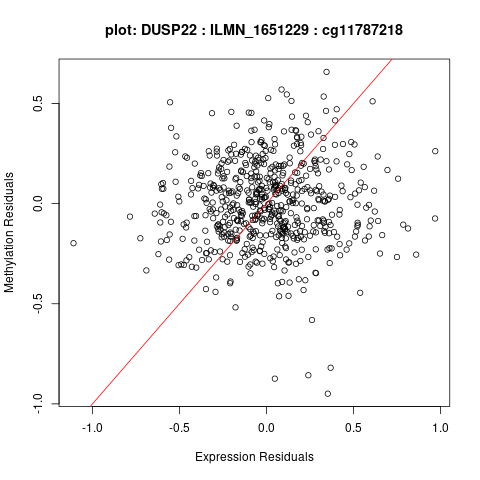 plot: DUSP22 : ILMN_1651229 : cg11787218
Methylation Residuals
0.5
0.0
-0.5
-1.0
-1.0 -0.5 0.0 0.5 1.0
Expression Residuals